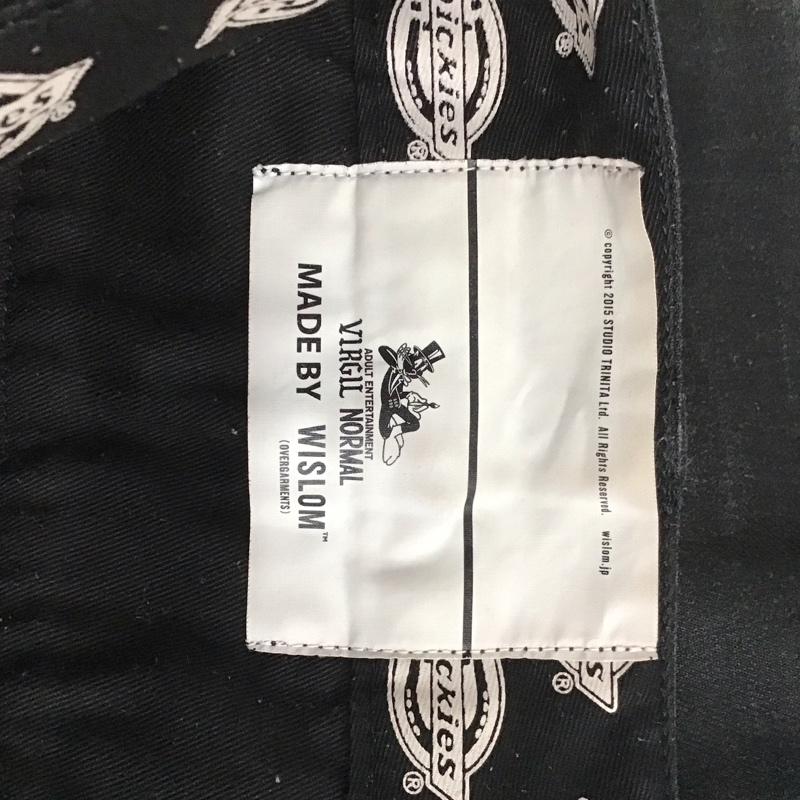 © copyright 2015 STUDIO TRINITA Ltd. All Rights Reserved. wislom.jp
ADULT ENTERTAINMENT
VIRGIL NORMAL
MADE BY WISLOM™
(OVERGARMENTS)
Dickies®
ckies®